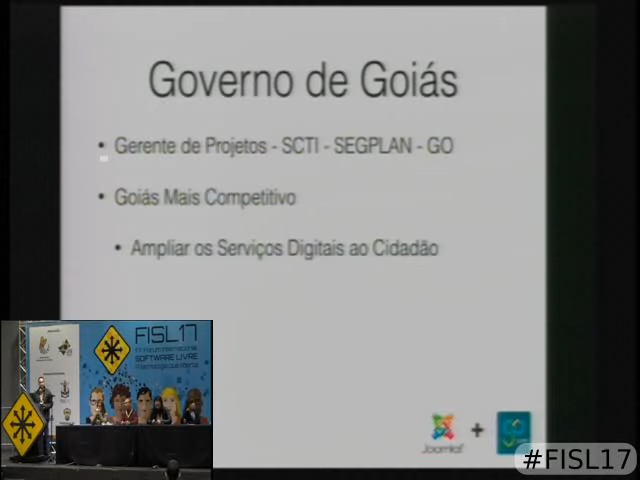 Governo de Goiás
• Gerente de Projetos - SCTI - SEGPLAN - GO
• Goiás Mais Competitivo
• Ampliar os Serviços Digitais ao Cidadão
FISL17
SOFTWARE LIVRE
Joomla!
+
#FISL17